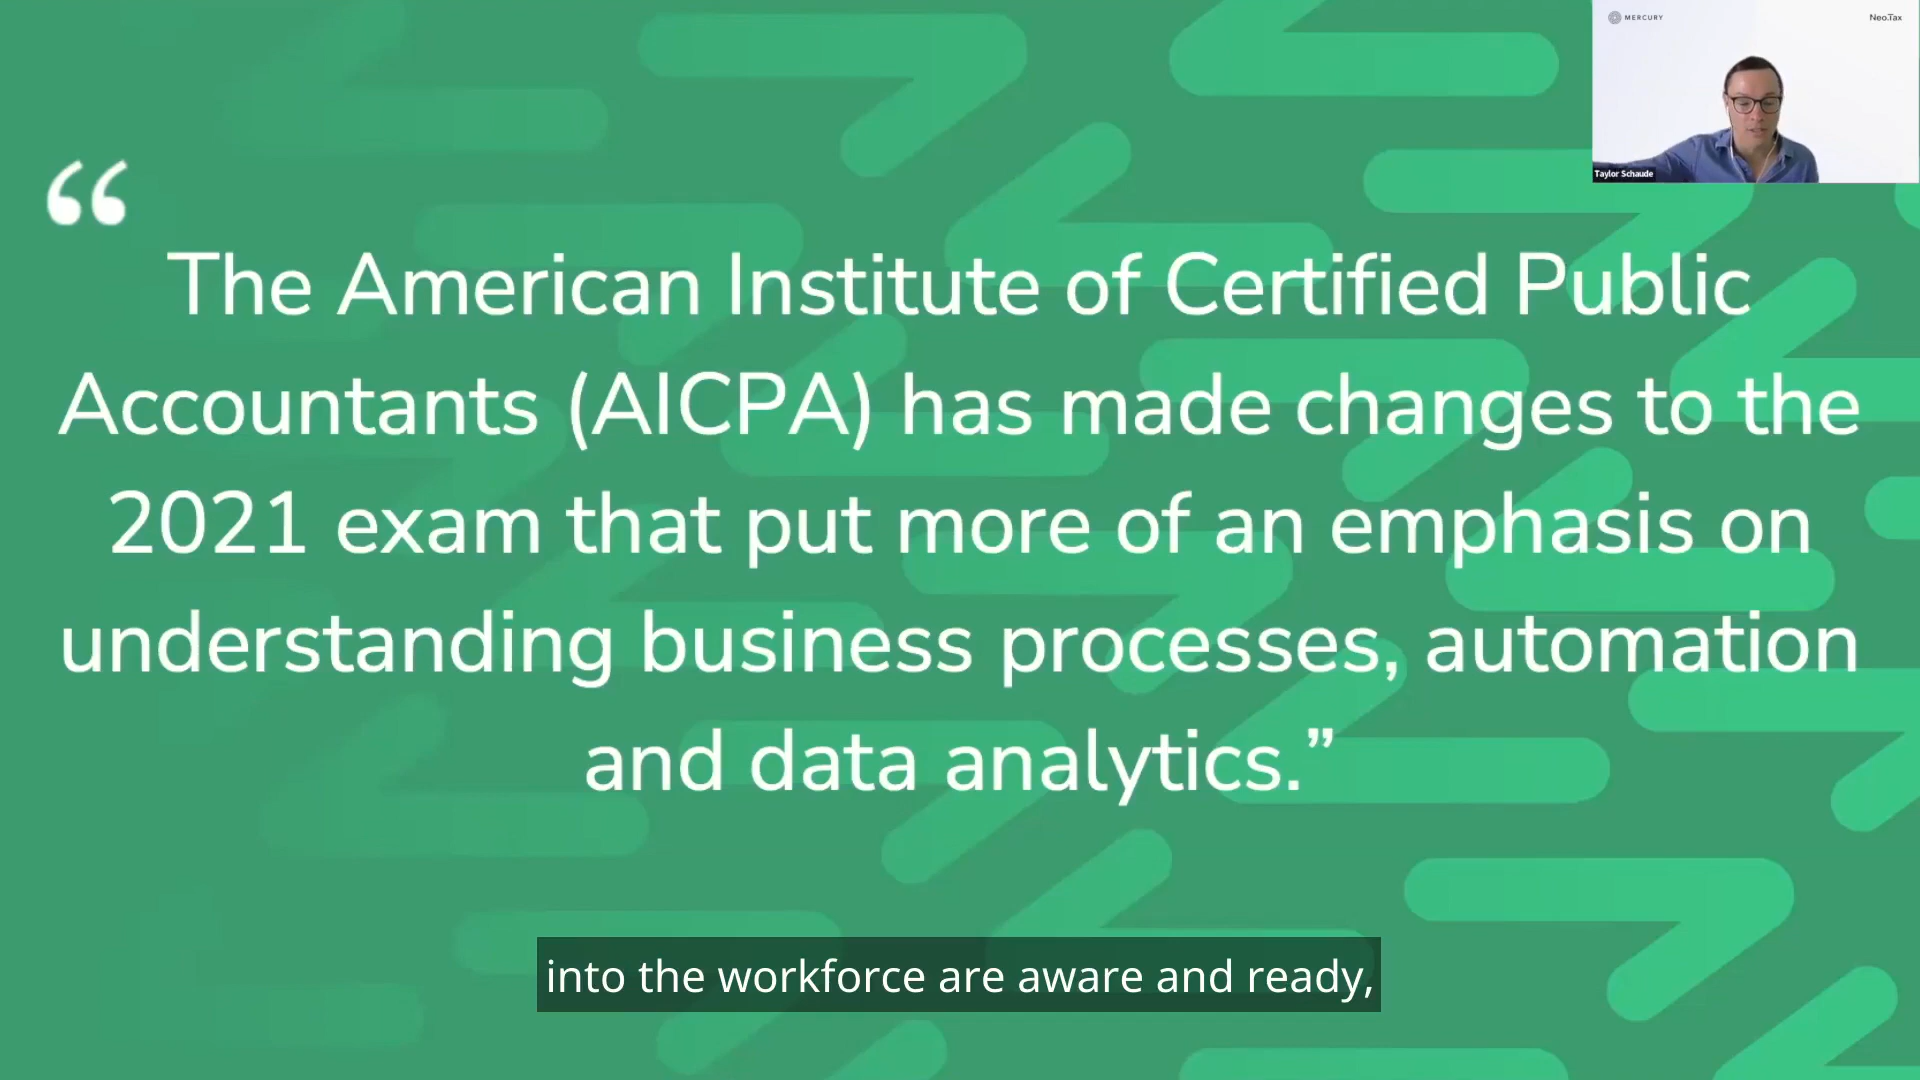 MERCURY
Neo.Tax
Taylor Schaude
“
The American Institute of Certified Public
Accountants (AICPA) has made changes to the
2021 exam that put more of an emphasis on
understanding business processes, automation
and data analytics.”
into the workforce are aware and ready,